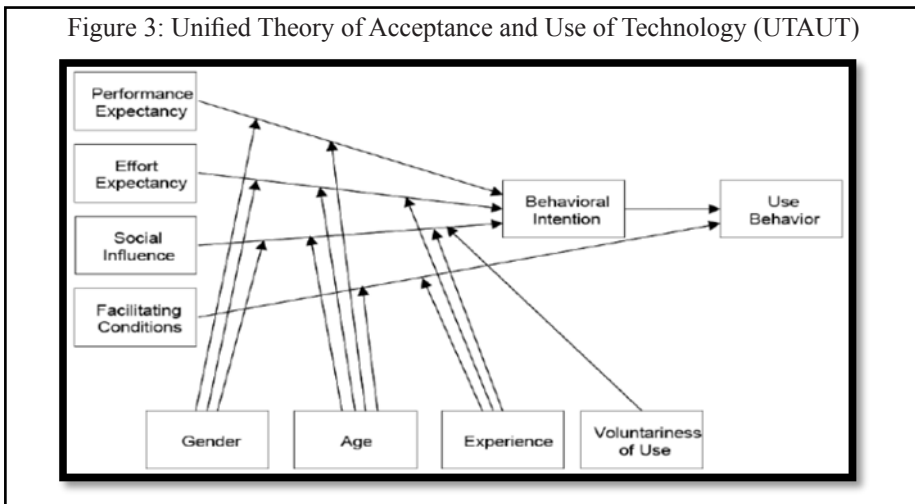 Figure 3: Unified Theory of Acceptance and Use of Technology (UTAUT)
Performance
Expectancy
Effort
Expectancy
Social
Influence
Facilitating
Conditions
Behavioral
Intention
Use
Behavior
Gender
Age
Experience
Voluntariness
of Use